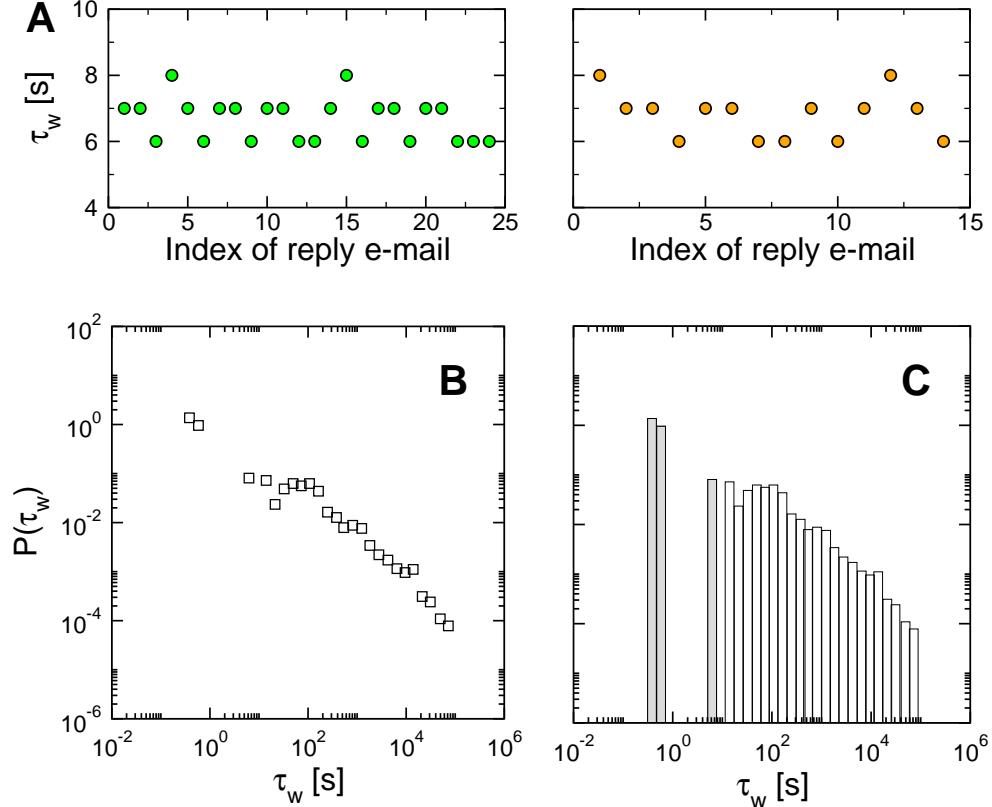 A
τw [s]
10
8
6
4
0 5 10 15 20 25
Index of reply e-mail
0 5 10 15
Index of reply e-mail
B
P(τw)
10^2
10^0
10^-2
10^-4
10^-6
10^-2 10^0 10^2 10^4 10^6
τw [s]
C
10^-2 10^0 10^2 10^4 10^6
τw [s]